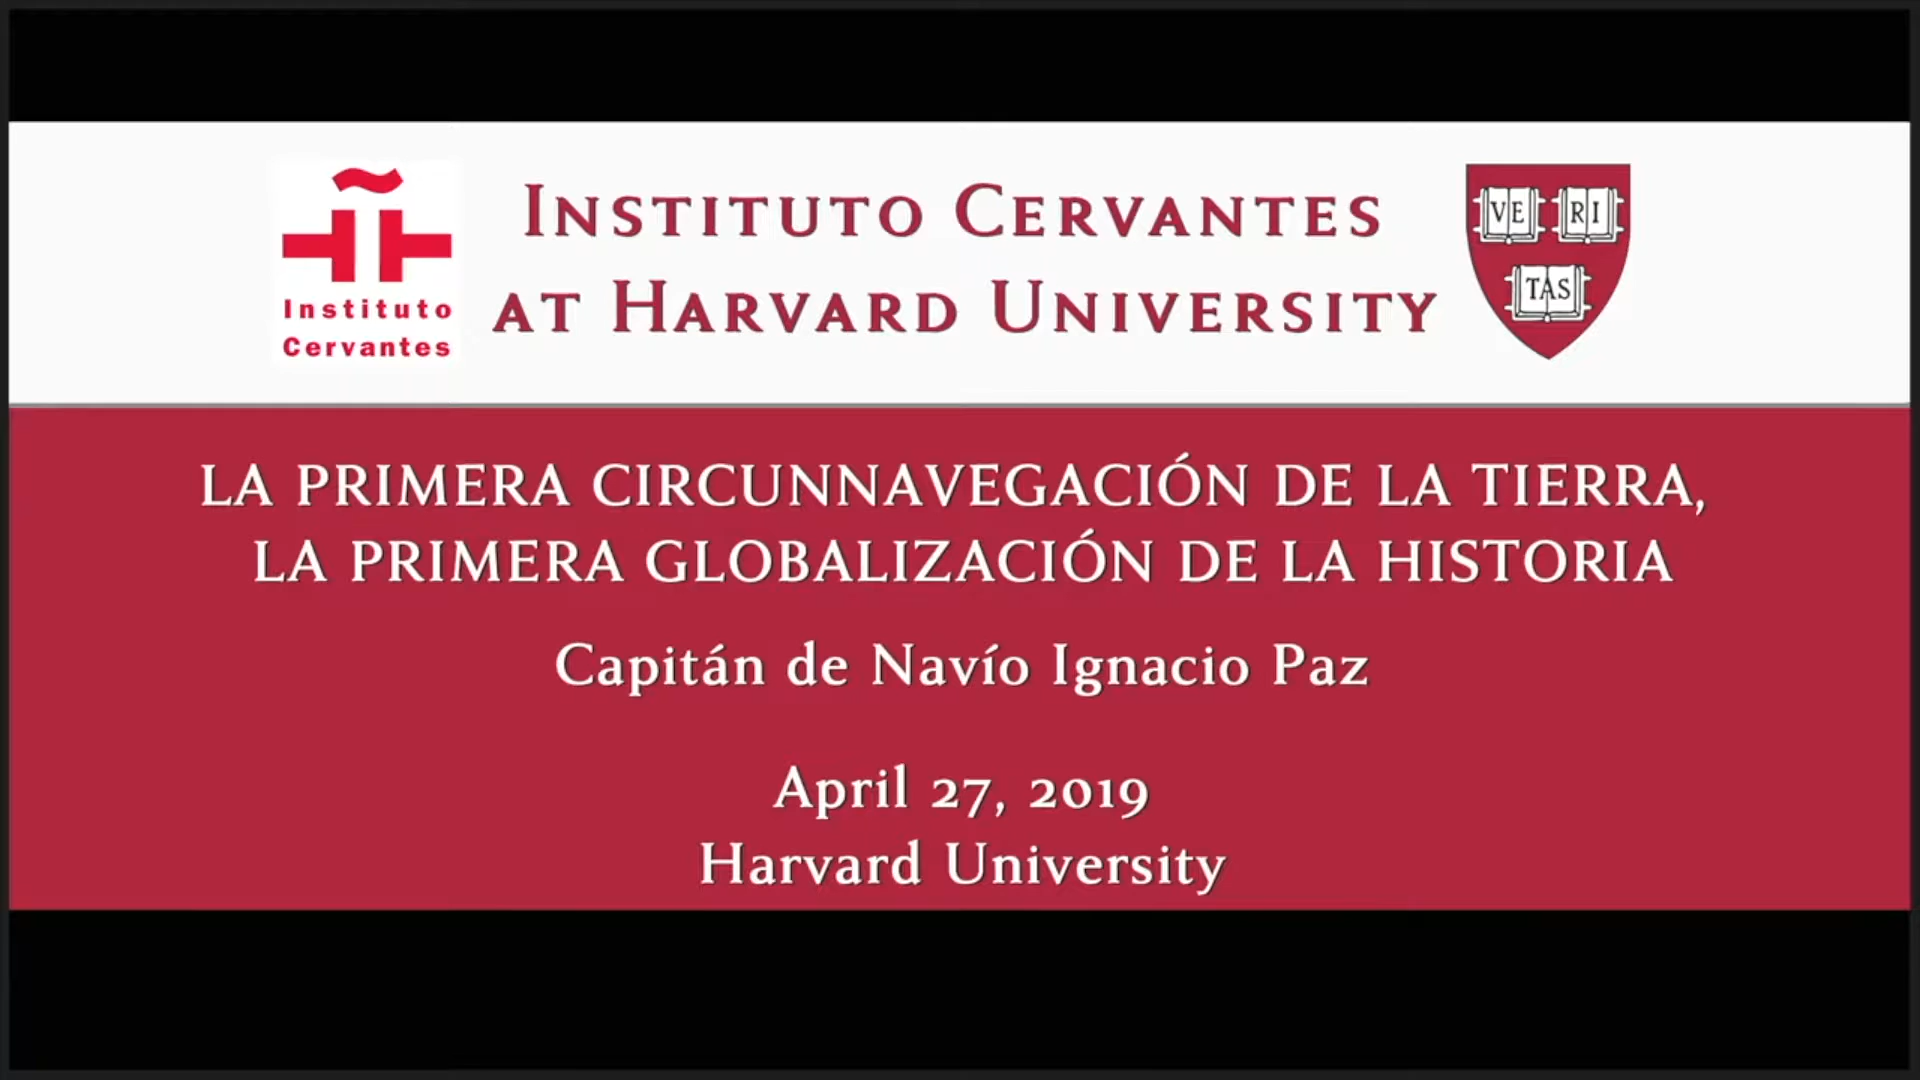 Instituto
Cervantes
INSTITUTO CERVANTES
AT HARVARD UNIVERSITY
VE RI
TAS
LA PRIMERA CIRCUNNAVEGACIÓN DE LA TIERRA,
LA PRIMERA GLOBALIZACIÓN DE LA HISTORIA
Capitán de Navío Ignacio Paz
April 27, 2019
Harvard University